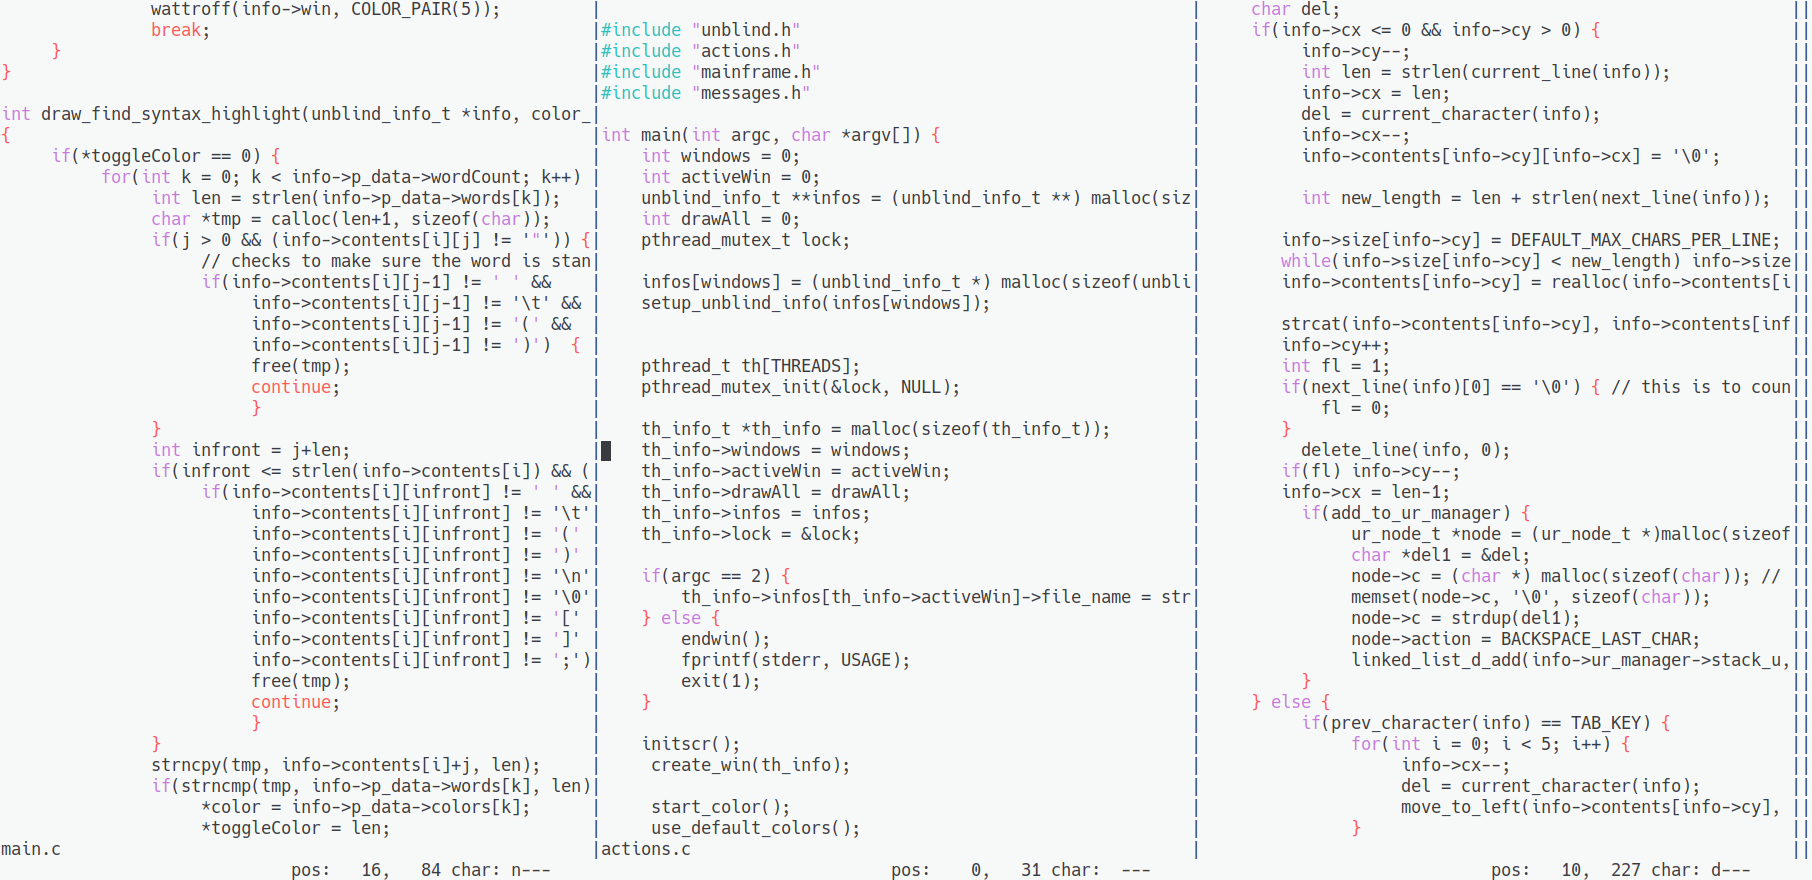 wattroff(info->win, COLOR_PAIR(5));
break;
}
}
int draw_find_syntax_highlight(unblind_info_t *info, color_
{
if(*toggleColor == 0) {
for(int k = 0; k < info->p_data->wordCount; k++)
int len = strlen(info->p_data->words[k]);
char *tmp = calloc(len+1, sizeof(char));
if(j > 0 && (info->contents[i][j] != '"')) {
// checks to make sure the word is stan
if(info->contents[i][j-1] != ' ' &&
info->contents[i][j-1] != '\t' &&
info->contents[i][j-1] != '(' &&
info->contents[i][j-1] != ')')  {
free(tmp);
continue;
}
}
int infront = j+len;
if(infront <= strlen(info->contents[i]) && (
if(info->contents[i][infront] != ' ' &&
info->contents[i][infront] != '\t'
info->contents[i][infront] != '('
info->contents[i][infront] != ')'
info->contents[i][infront] != '\n'
info->contents[i][infront] != '\0'
info->contents[i][infront] != '['
info->contents[i][infront] != ']'
info->contents[i][infront] != ';')
free(tmp);
continue;
}
}
strncpy(tmp, info->contents[i]+j, len);
if(strncmp(tmp, info->p_data->words[k], len)
*color = info->p_data->colors[k];
*toggleColor = len;
main.c
pos:   16,   84 char: n---
#include "unblind.h"
#include "actions.h"
#include "mainframe.h"
#include "messages.h"
int main(int argc, char *argv[]) {
int windows = 0;
int activeWin = 0;
unblind_info_t **infos = (unblind_info_t **) malloc(siz
int drawAll = 0;
pthread_mutex_t lock;
infos[windows] = (unblind_info_t *) malloc(sizeof(unbli
setup_unblind_info(infos[windows]);
pthread_t th[THREADS];
pthread_mutex_init(&lock, NULL);
th_info_t *th_info = malloc(sizeof(th_info_t));
th_info->windows = windows;
th_info->activeWin = activeWin;
th_info->drawAll = drawAll;
th_info->infos = infos;
th_info->lock = &lock;
if(argc == 2) {
th_info->infos[th_info->activeWin]->file_name = str
} else {
endwin();
fprintf(stderr, USAGE);
exit(1);
}
initscr();
create_win(th_info);
start_color();
use_default_colors();
actions.c
pos:    0,   31 char:  ---
char del;
if(info->cx <= 0 && info->cy > 0) {
info->cy--;
int len = strlen(current_line(info));
info->cx = len;
del = current_character(info);
info->cx--;
info->contents[info->cy][info->cx] = '\0';
int new_length = len + strlen(next_line(info));
info->size[info->cy] = DEFAULT_MAX_CHARS_PER_LINE;
while(info->size[info->cy] < new_length) info->size
info->contents[info->cy] = realloc(info->contents[i
strcat(info->contents[info->cy], info->contents[inf
info->cy++;
int fl = 1;
if(next_line(info)[0] == '\0') { // this is to coun
fl = 0;
}
delete_line(info, 0);
if(fl) info->cy--;
info->cx = len-1;
if(add_to_ur_manager) {
ur_node_t *node = (ur_node_t *)malloc(sizeof
char *del1 = &del;
node->c = (char *) malloc(sizeof(char)); //
memset(node->c, '\0', sizeof(char));
node->c = strdup(del1);
node->action = BACKSPACE_LAST_CHAR;
linked_list_d_add(info->ur_manager->stack_u,
}
} else {
if(prev_character(info) == TAB_KEY) {
for(int i = 0; i < 5; i++) {
info->cx--;
del = current_character(info);
move_to_left(info->contents[info->cy],
}
pos:   10,  227 char: d---